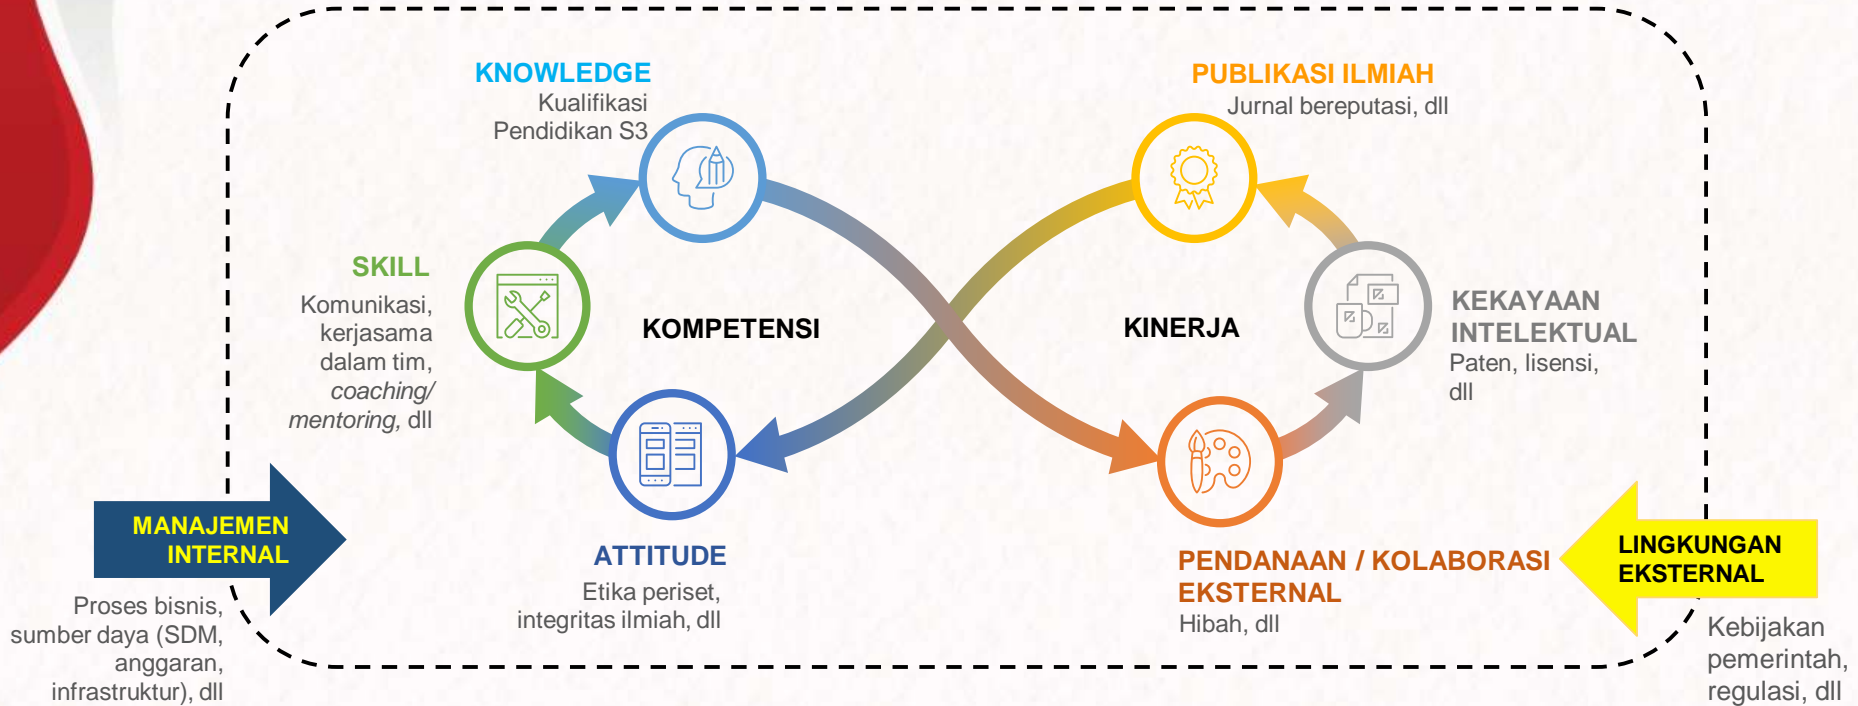 KNOWLEDGE
Kualifikasi
Pendidikan S3
SKILL
Komunikasi,
kerjasama
dalam tim,
coaching/
mentoring, dll
KOMPETENSI
ATTITUDE
Etika periset,
integritas ilmiah, dll
PUBLIKASI ILMIAH
Jurnal bereputasi, dll
KINERJA
KEKAYAAN
INTELEKTUAL
Paten, lisensi,
dll
PENDANAAN / KOLABORASI
EKSTERNAL
Hibah, dll
MANAJEMEN
INTERNAL
Proses bisnis,
sumber daya (SDM,
anggaran,
infrastruktur), dll
LINGKUNGAN
EKSTERNAL
Kebijakan
pemerintah,
regulasi, dll